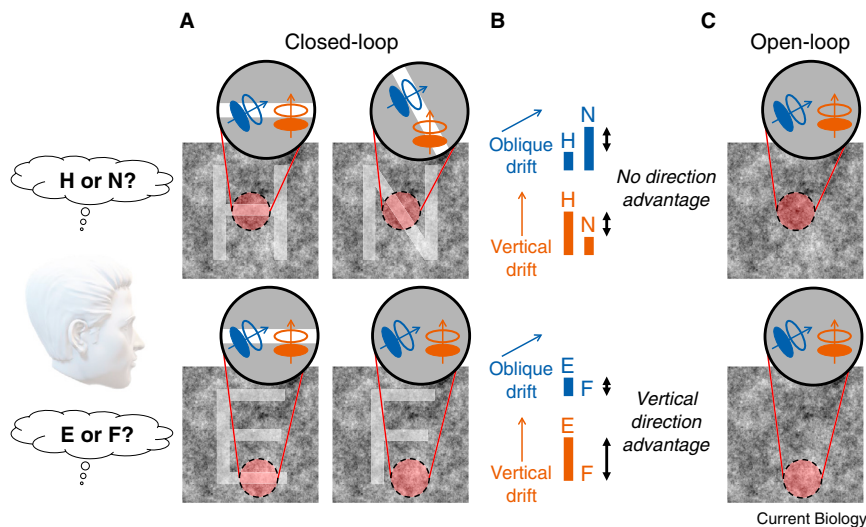 A
B
C
Closed-loop
Open-loop
H or N?
Oblique
drift
H
N
Vertical
drift
H
N
No direction
advantage
E or F?
Oblique
drift
E
F
Vertical
drift
E
F
Vertical
direction
advantage
H
N
E
F
Current Biology